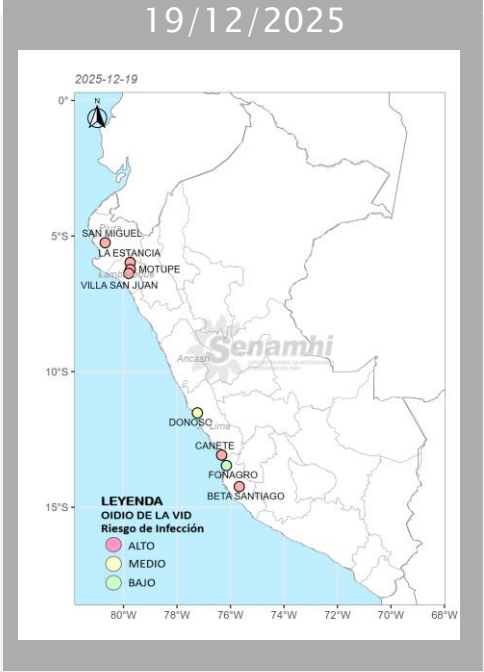 19/12/2025
2025-12-19
N
0°
5°S
10°S
15°S
Piura
SAN MIGUEL
LA ESTANCIA
MOTUPE
VILLA SAN JUAN
Senamhi
Ancash
DONOSO
Lima
CAÑETE
FONAGRO
BETA SANTIAGO
LEYENDA
OIDIO DE LA VID
Riesgo de Infección
ALTO
MEDIO
BAJO
80°W 78°W 76°W 74°W 72°W 70°W 68°W